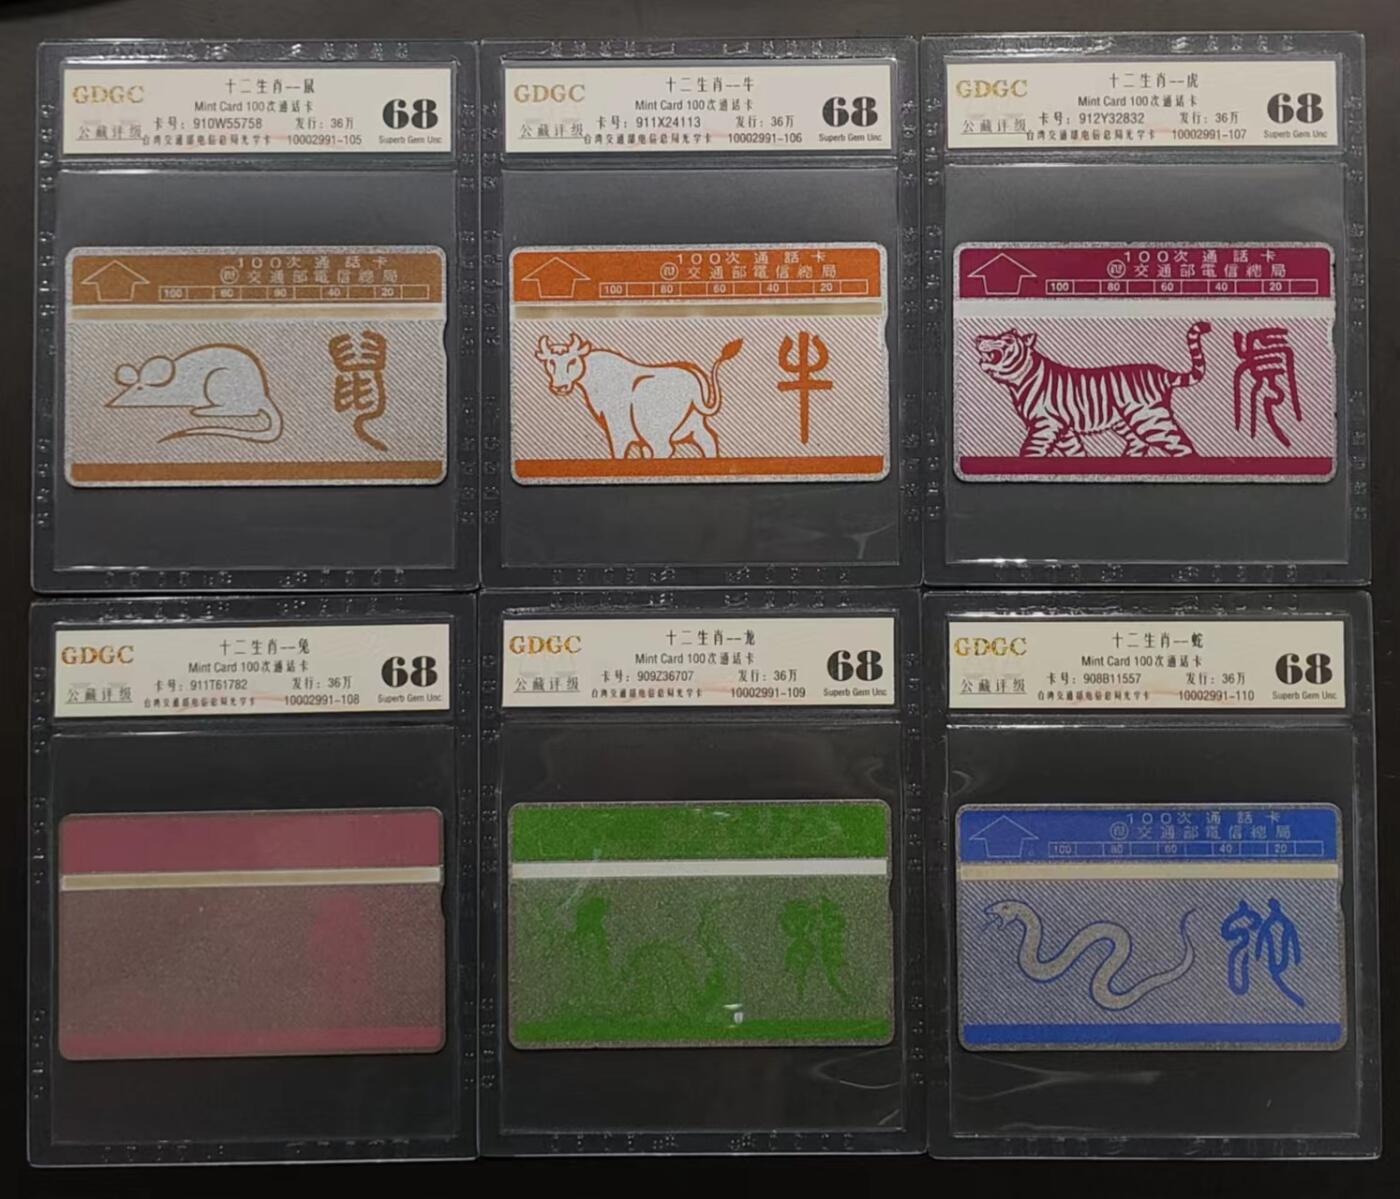 GDGC
公藏评级
十二生肖--鼠
Mint Card 100次通话卡
卡号: 910W55758 发行: 36万
台湾交通部电信总局光学卡 10002991-105
68
Superb Gem Unc
100次通話卡
交通部電信總局
100 80 60 40 20
鼠
GDGC
公藏评级
十二生肖--牛
Mint Card 100次通话卡
卡号: 911X24113 发行: 36万
台湾交通部电信总局光学卡 10002991-106
68
Superb Gem Unc
100次通話卡
交通部電信總局
100 80 60 40 20
牛
GDGC
公藏评级
十二生肖--虎
Mint Card 100次通话卡
卡号: 912Y32832 发行: 36万
台湾交通部电信总局光学卡 10002991-107
68
Superb Gem Unc
100次通話卡
交通部電信總局
100 80 60 40 20
虎
GDGC
公藏评级
十二生肖--兔
Mint Card 100次通话卡
卡号: 911T61782 发行: 36万
台湾交通部电信总局光学卡 10002991-108
68
Superb Gem Unc
GDGC
公藏评级
十二生肖--龙
Mint Card 100次通话卡
卡号: 909Z36707 发行: 36万
台湾交通部电信总局光学卡 10002991-109
68
Superb Gem Unc
龍
GDGC
公藏评级
十二生肖--蛇
Mint Card 100次通话卡
卡号: 908B11557 发行: 36万
台湾交通部电信总局光学卡 10002991-110
68
Superb Gem Unc
100次通話卡
交通部電信總局
100 80 60 40 20
蛇